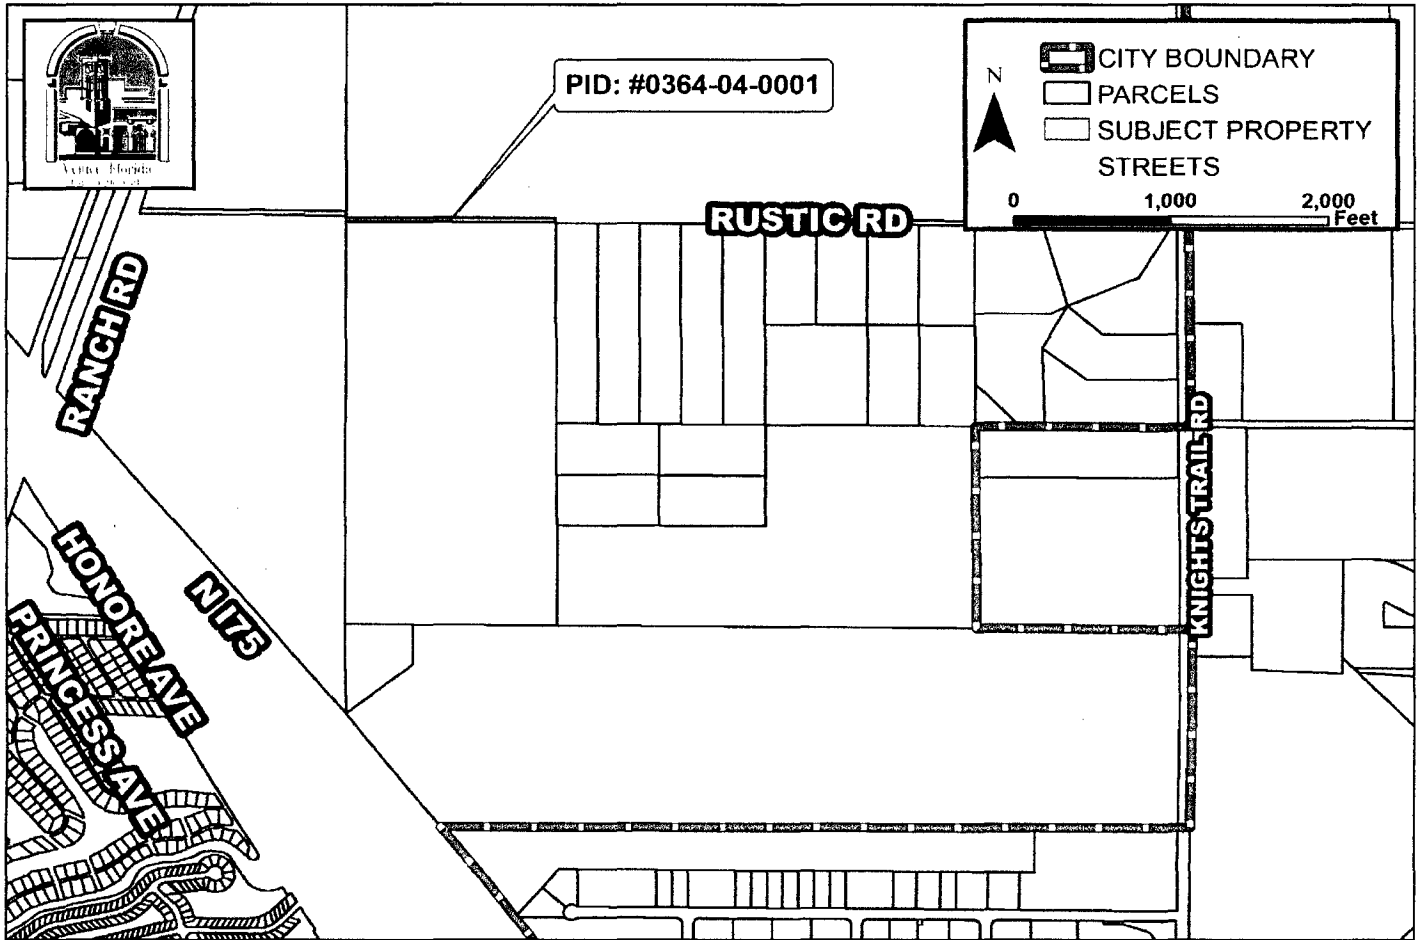 PID: #0364-04-0001
N
CITY BOUNDARY
PARCELS
SUBJECT PROPERTY
STREETS
0 1,000 2,000
Feet
RUSTIC RD
RANCH RD
KNIGHTS TRAIL RD
HONORE AVE
N I75
PRINCESS AVE